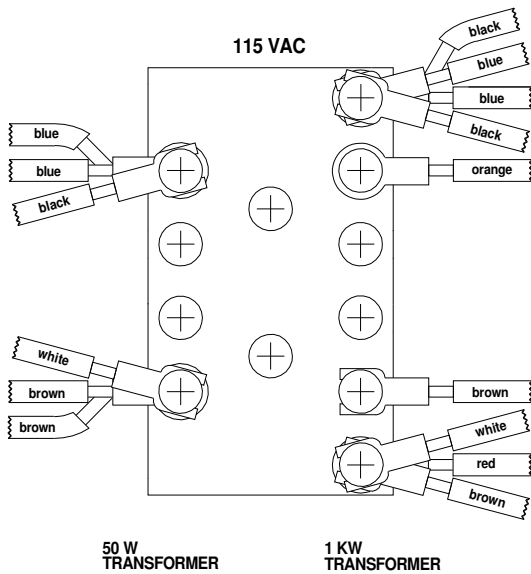 115 VAC
black
blue
blue
black
orange
blue
blue
black
white
brown
brown
brown
white
red
brown
50 W
TRANSFORMER
1 KW
TRANSFORMER